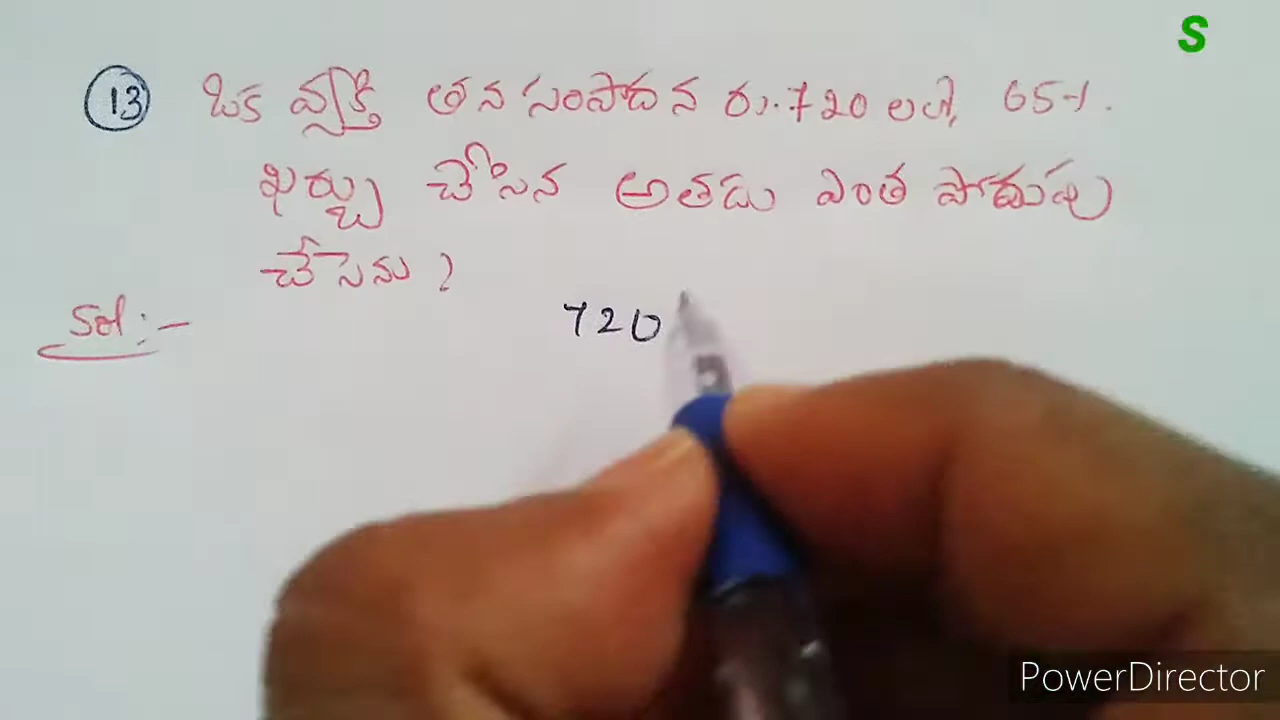 S
13 ఒక వ్యక్తి తన సంపాదన రు.720 లలో, 65%.
ఖర్చు చేసిన అతడు ఎంత పొదుపు
చేసెను?
Sol:-
720
PowerDirector